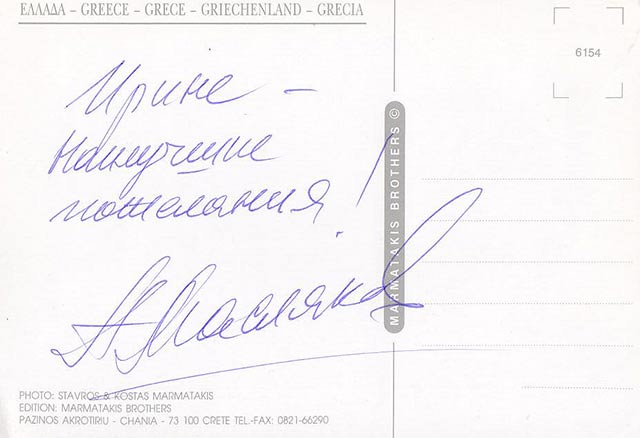 ΕΛΛΑΔΑ – GREECE – GRECE – GRIECHENLAND – GRECIA
6154
Ирине –
наилучшие
пожелания!
А Масляков
MARMATAKIS BROTHERS ©
PHOTO: STAVROS & KOSTAS MARMATAKIS
EDITION: MARMATAKIS BROTHERS
PAZINOS AKROTIRIU - CHANIA - 73 100 CRETE TEL.-FAX: 0821-66290